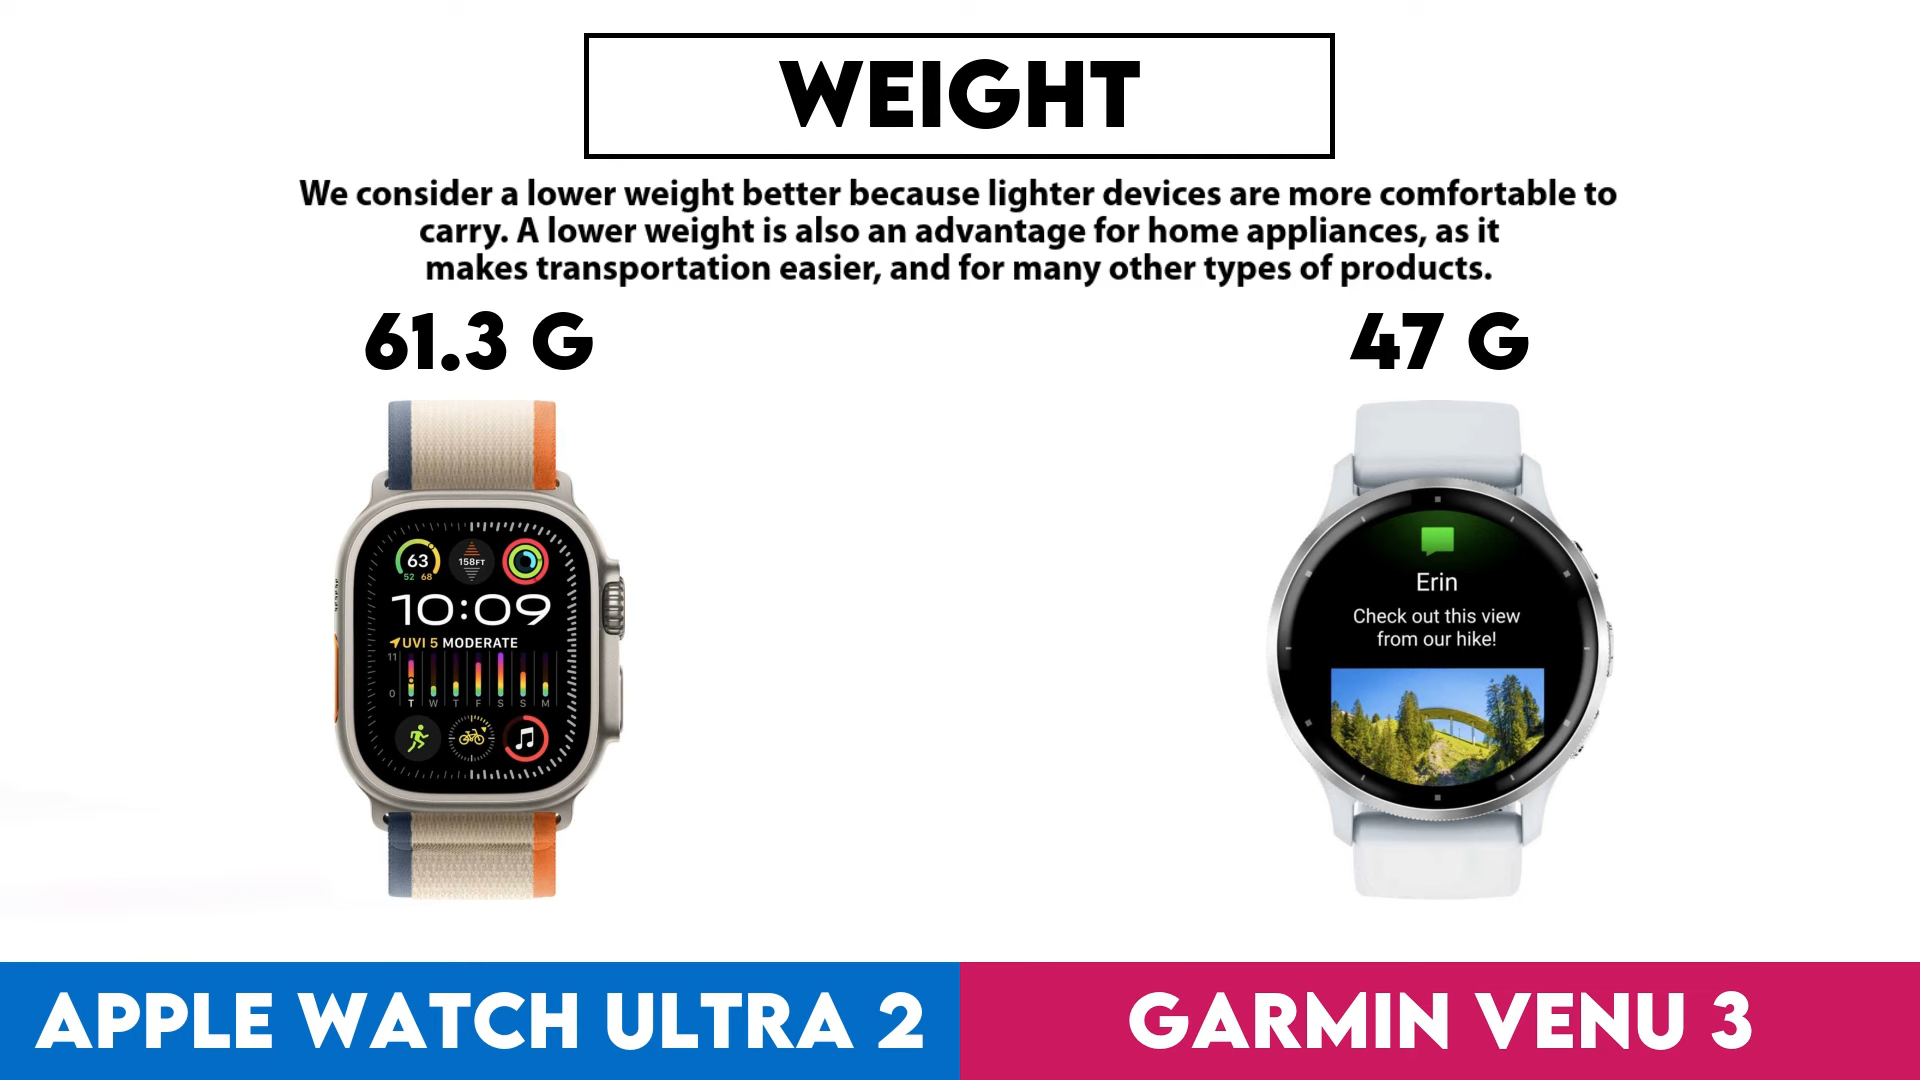 WEIGHT
We consider a lower weight better because lighter devices are more comfortable to
carry. A lower weight is also an advantage for home appliances, as it
makes transportation easier, and for many other types of products.
61.3 G
47 G
63
52 68
158FT
10:09
UVI 5 MODERATE
11
0
T W T F S S M
Erin
Check out this view
from our hike!
APPLE WATCH ULTRA 2
GARMIN VENU 3